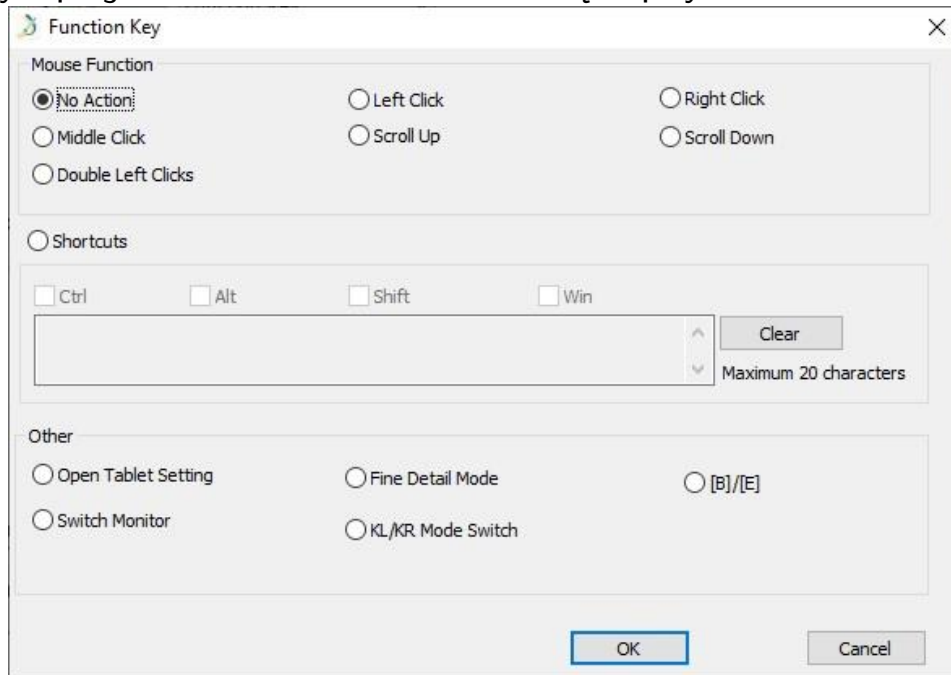 Function Key
Mouse Function
No Action Left Click Right Click
Middle Click Scroll Up Scroll Down
Double Left Clicks
Shortcuts
Ctrl Alt Shift Win
Clear
Maximum 20 characters
Other
Open Tablet Setting Fine Detail Mode [B]/[E]
Switch Monitor KL/KR Mode Switch
OK Cancel